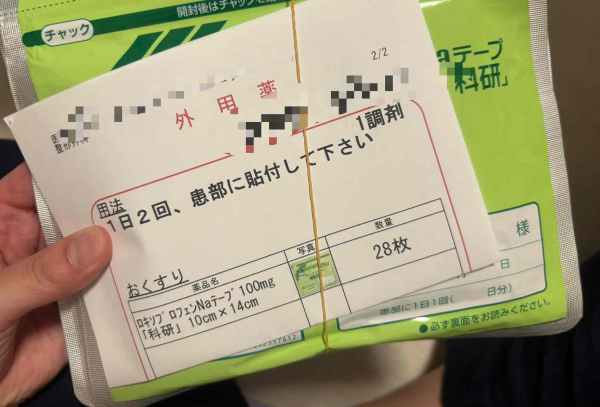 チャック
開封後はチャックを
Naテープ
科研」
2/2
外用薬
1調剤
用法
1日2回、患部に貼付して下さい
おくすり
薬品名
写真
数量
ロキソプロフェンNaテープ100mg
「科研」10cm×14cm
28枚
様
日
患部に1日1回(
日分)
●必ず裏面をお読みください。